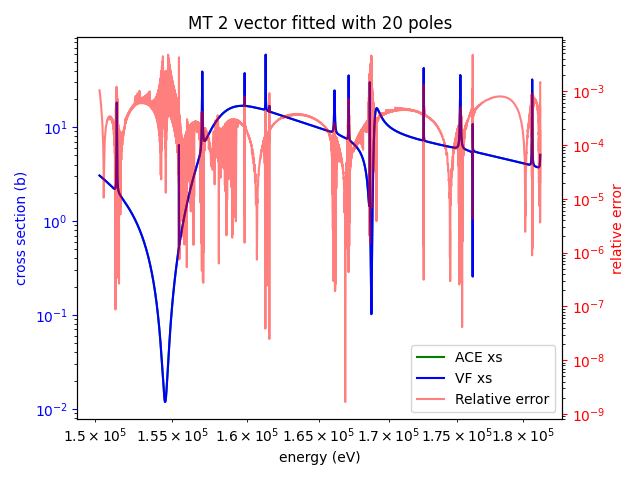 MT 2 vector fitted with 20 poles
cross section (b)
10¹
10⁰
10⁻¹
10⁻²
10⁻³
10⁻⁴
10⁻⁵
10⁻⁶
10⁻⁷
10⁻⁸
10⁻⁹
relative error
ACE xs
VF xs
Relative error
1.5 × 10⁵ 1.55 × 10⁵ 1.6 × 10⁵ 1.65 × 10⁵ 1.7 × 10⁵ 1.75 × 10⁵ 1.8 × 10⁵
energy (eV)